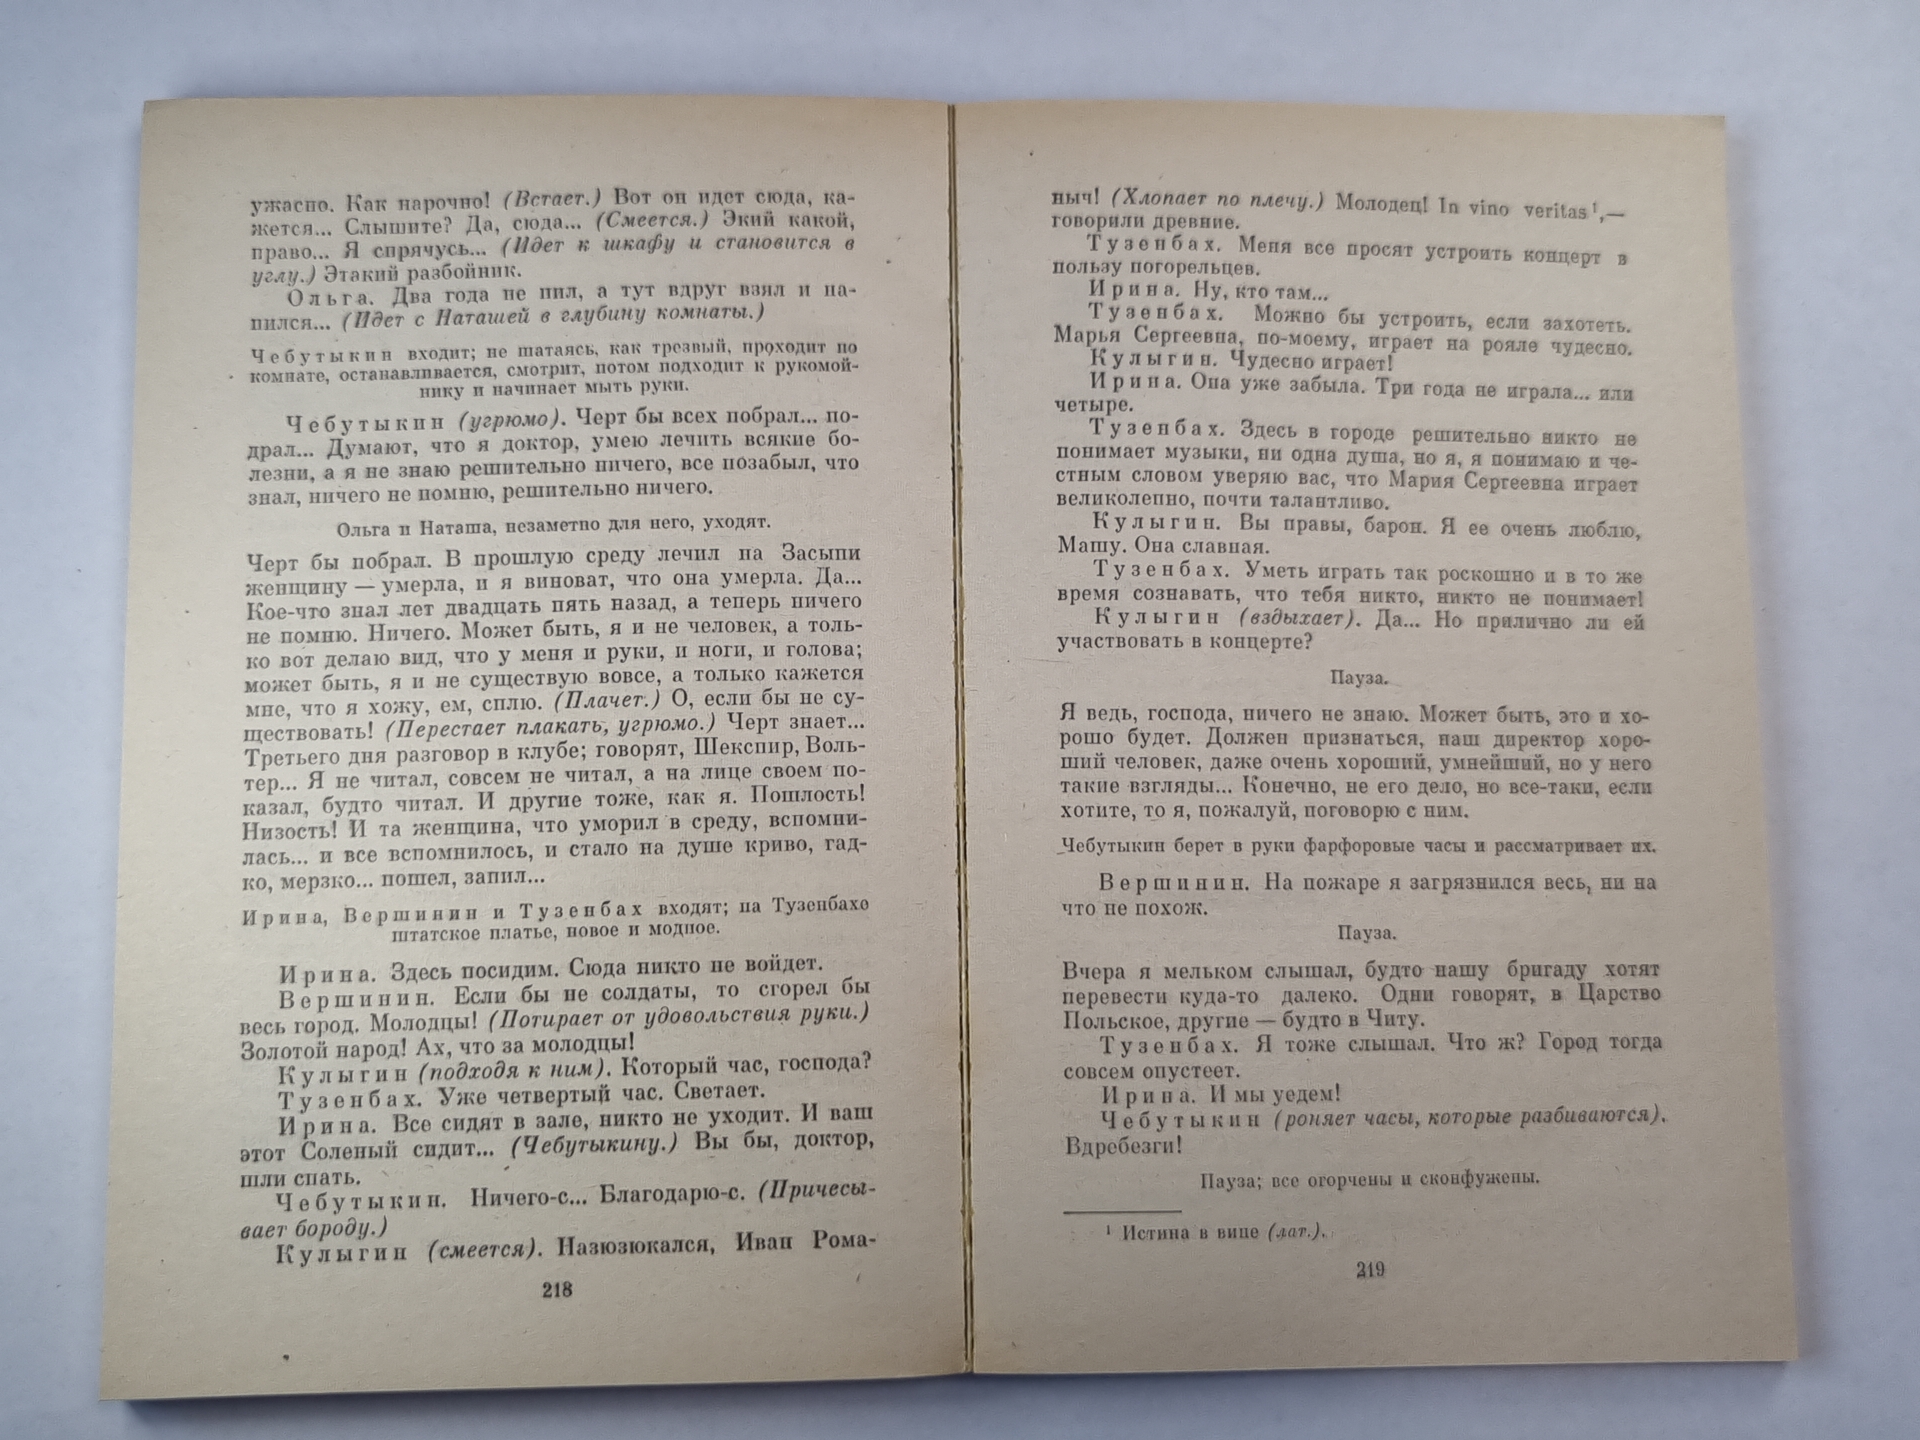 ужасно. Как нарочно! (Встает.) Вот он идет сюда, ка-
жется... Слышите? Да, сюда... (Смеется.) Экий какой,
право... Я спрячусь... (Идет к шкафу и становится в
углу.) Этакий разбойник.
Ольга. Два года не пил, а тут вдруг взял и на-
пился... (Идет с Наташей в глубину комнаты.)
Чебутыкин входит; не шатаясь, как трезвый, проходит по
комнате, останавливается, смотрит, потом подходит к рукомой-
нику и начинает мыть руки.
Чебутыкин (угрюмо). Черт бы всех побрал... по-
драл... Думают, что я доктор, умею лечить всякие бо-
лезни, а я не знаю решительно ничего, все позабыл, что
знал, ничего не помню, решительно ничего.
Ольга и Наташа, незаметно для него, уходят.
Черт бы побрал. В прошлую среду лечил на Засыпи
женщину — умерла, и я виноват, что она умерла. Да...
Кое-что знал лет двадцать пять назад, а теперь ничего
не помню. Ничего. Может быть, я и не человек, а толь-
ко вот делаю вид, что у меня и руки, и ноги, и голова;
может быть, я и не существую вовсе, а только кажется
мне, что я хожу, ем, сплю. (Плачет.) О, если бы не су-
ществовать! (Перестает плакать, угрюмо.) Черт знает...
Третьего дня разговор в клубе; говорят, Шекспир, Воль-
тер... Я не читал, совсем не читал, а на лице своем по-
казал, будто читал. И другие тоже, как я. Пошлость!
Низость! И та женщина, что уморил в среду, вспомни-
лась... и все вспомнилось, и стало на душе криво, гад-
ко, мерзко... пошел, запил...
Ирина, Вершинин и Тузенбах входят; на Тузенбахе
штатское платье, новое и модное.
Ирина. Здесь посидим. Сюда никто не войдет.
Вершинин. Если бы не солдаты, то сгорел бы
весь город. Молодцы! (Потирает от удовольствия руки.)
Золотой народ! Ах, что за молодцы!
Кулыгин (подходя к ним). Который час, господа?
Тузенбах. Уже четвертый час. Светает.
Ирина. Все сидят в зале, никто не уходит. И ваш
этот Соленый сидит... (Чебутыкину.) Вы бы, доктор,
шли спать.
Чебутыкин. Ничего-с... Благодарю-с. (Причесы-
вает бороду.)
Кулыгин (смеется). Назюзюкался, Иван Рома-
218
ныч! (Хлопает по плечу.) Молодец! In vino veritas ¹,—
говорили древние.
Тузенбах. Меня все просят устроить концерт в
пользу погорельцев.
Ирина. Ну, кто там...
Тузенбах. Можно бы устроить, если захотеть.
Марья Сергеевна, по-моему, играет на рояле чудесно.
Кулыгин. Чудесно играет!
Ирина. Она уже забыла. Три года не играла... или
четыре.
Тузенбах. Здесь в городе решительно никто не
понимает музыки, ни одна душа, но я, я понимаю и че-
стным словом уверяю вас, что Мария Сергеевна играет
великолепно, почти талантливо.
Кулыгин. Вы правы, барон. Я ее очень люблю,
Машу. Она славная.
Тузенбах. Уметь играть так роскошно и в то же
время сознавать, что тебя никто, никто не понимает!
Кулыгин (вздыхает). Да... Но прилично ли ей
участвовать в концерте?
Пауза.
Я ведь, господа, ничего не знаю. Может быть, это и хо-
рошо будет. Должен признаться, наш директор хоро-
ший человек, даже очень хороший, умнейший, но у него
такие взгляды... Конечно, не его дело, но все-таки, если
хотите, то я, пожалуй, поговорю с ним.
Чебутыкин берет в руки фарфоровые часы и рассматривает их.
Вершинин. На пожаре я загрязнился весь, ни на
что не похож.
Пауза.
Вчера я мельком слышал, будто нашу бригаду хотят
перевести куда-то далеко. Одни говорят, в Царство
Польское, другие — будто в Читу.
Тузенбах. Я тоже слышал. Что ж? Город тогда
совсем опустеет.
Ирина. И мы уедем!
Чебутыкин (роняет часы, которые разбиваются).
Вдребезги!
Пауза; все огорчены и сконфужены.
¹ Истина в вине (лат.).
219